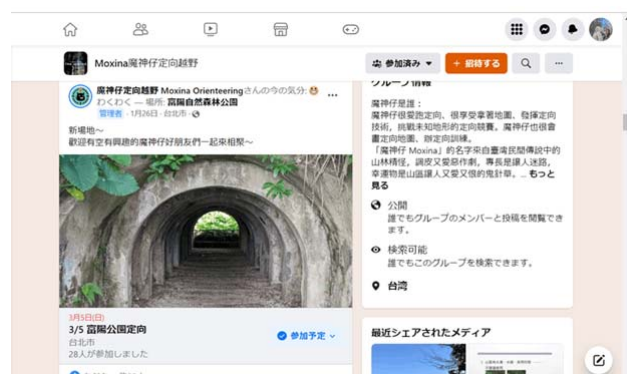 Moxina魔神仔定向越野
参加済み
+ 招待する
魔神仔定向越野 Moxina Orienteeringさんの今の気分:
わくわく — 場所: 富陽自然森林公園
管理者 · 1月26日 · 台北市 ·
新場地～
歡迎有空有興趣的魔神仔好朋友們一起來相聚～
3月5日(日)
3/5 富陽公園定向
台北市
28人が参加しました
参加予定
グループ情報
魔神仔是誰：
魔神仔很愛跑定向、很享受拿著地圖、發揮定向
技術，挑戰未知地形的定向競賽。魔神仔也很會
畫定向地圖、辦定向訓練。
「魔神仔 Moxina」的名字來自臺灣民間傳說中的
山林精怪，調皮又愛惡作劇，專長是讓人迷路，
幸運物是山區讓人又愛又恨的鬼針草。... もっと
見る
公開
誰でもグループのメンバーと投稿を閲覧でき
ます。
検索可能
誰でもこのグループを検索できます。
台湾
最近シェアされたメディア